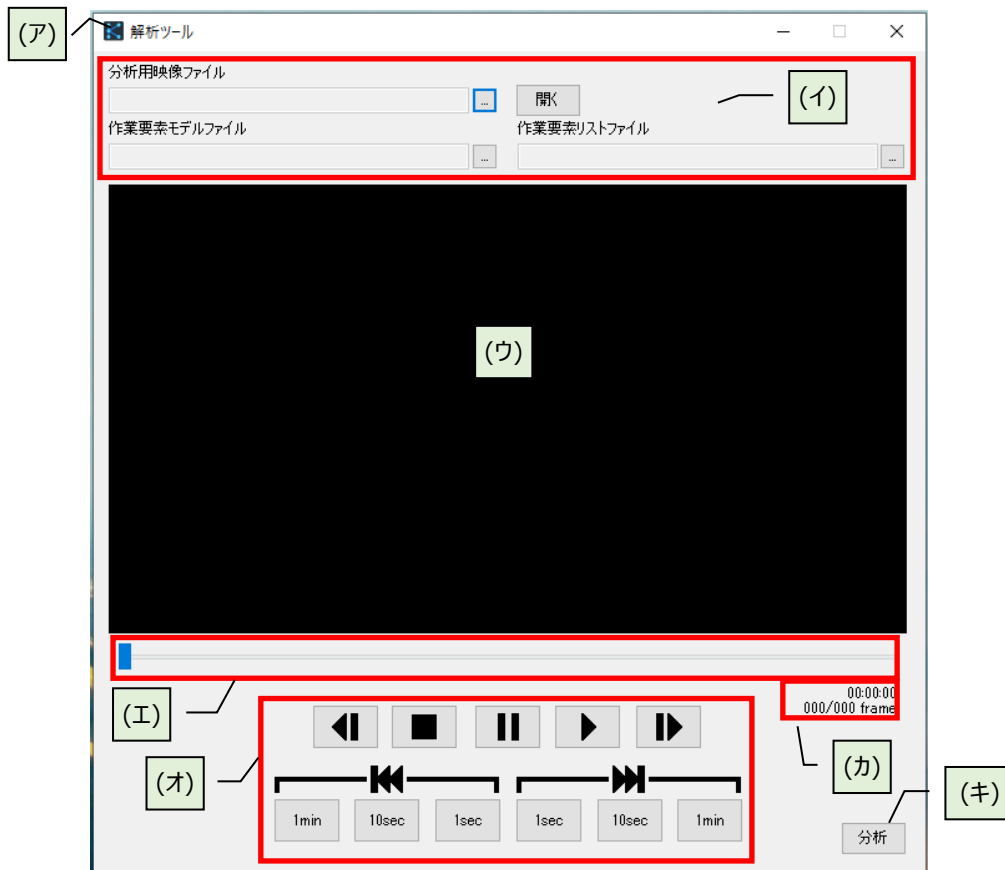 (ア)
解析ツール
分析用映像ファイル
... 開く
(イ)
作業要素モデルファイル 作業要素リストファイル
... ...
(ウ)
(エ)
00:00:00
000/000 frame
(オ)
(カ)
1min 10sec 1sec 1sec 10sec 1min
(キ)
分析